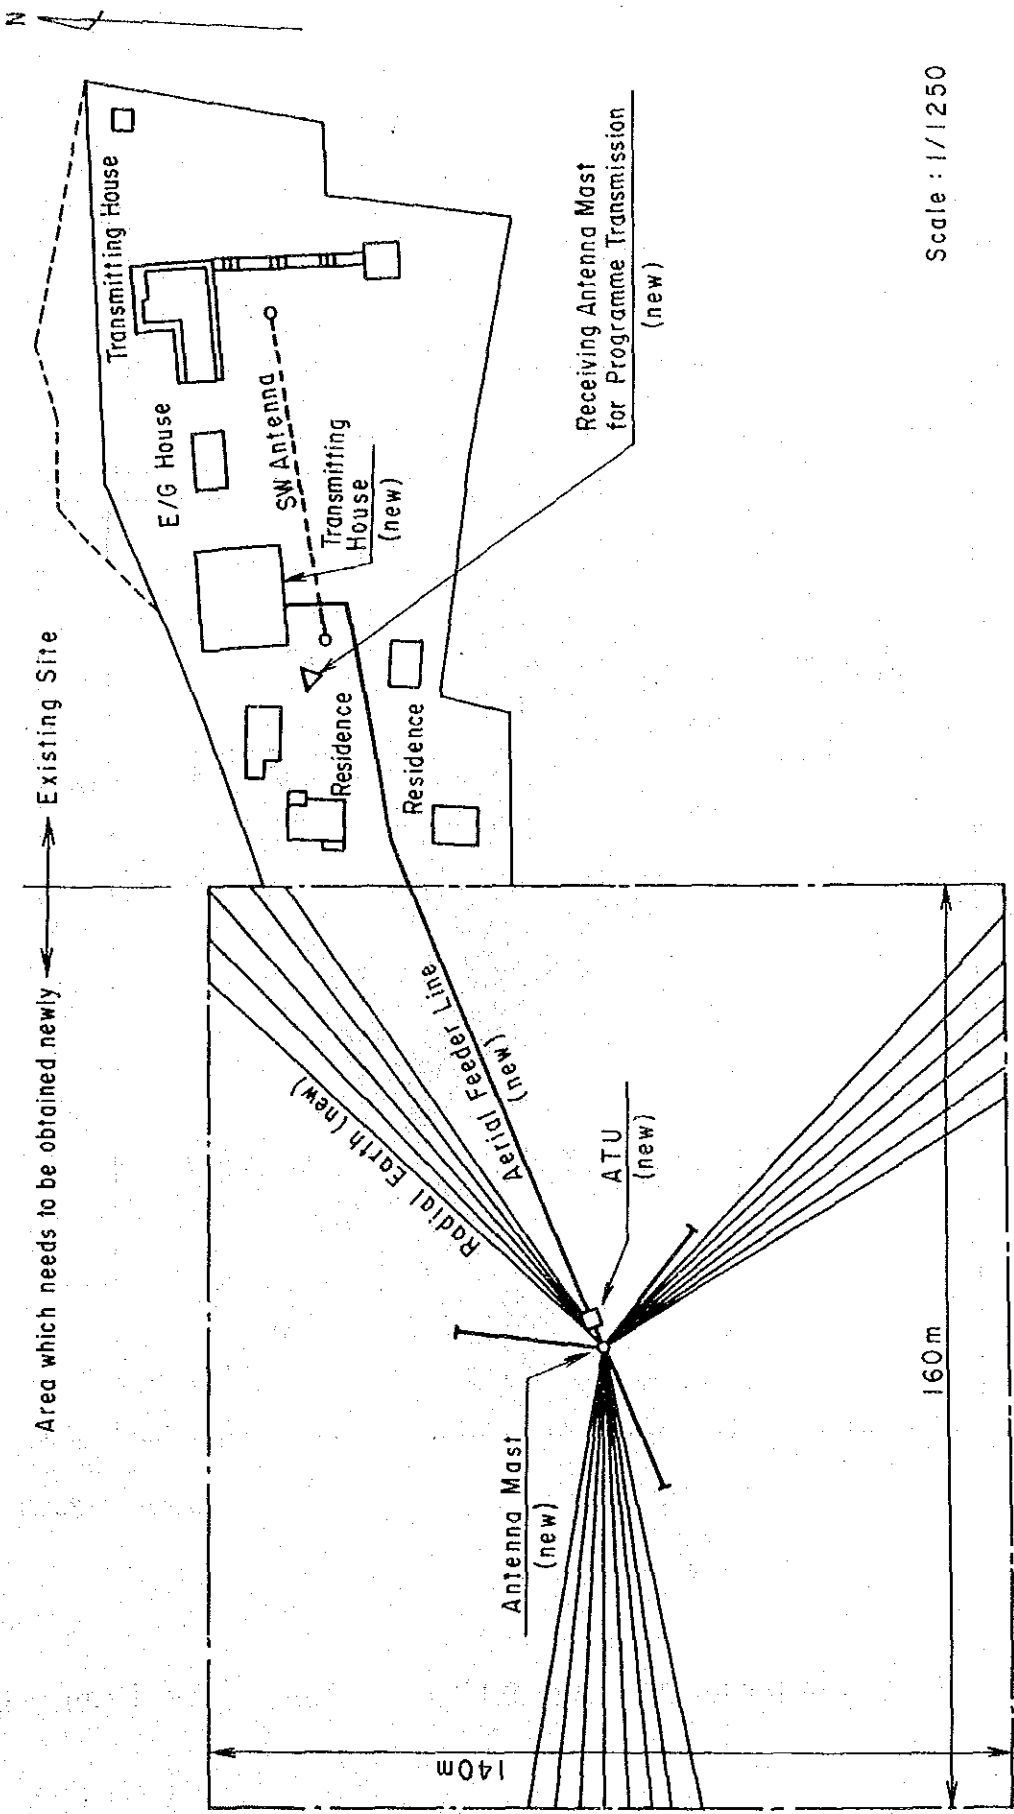 N
Area which needs to be obtained newly
Existing Site
Transmitting House
E/G House
SW Antenna
Transmitting
House
(new)
Receiving Antenna Mast
for Programme Transmission
(new)
Residence
Residence
Radial Earth (new)
Aerial Feeder Line
(new)
ATU
(new)
Antenna Mast
(new)
140m
160m
Scale : 1/1250